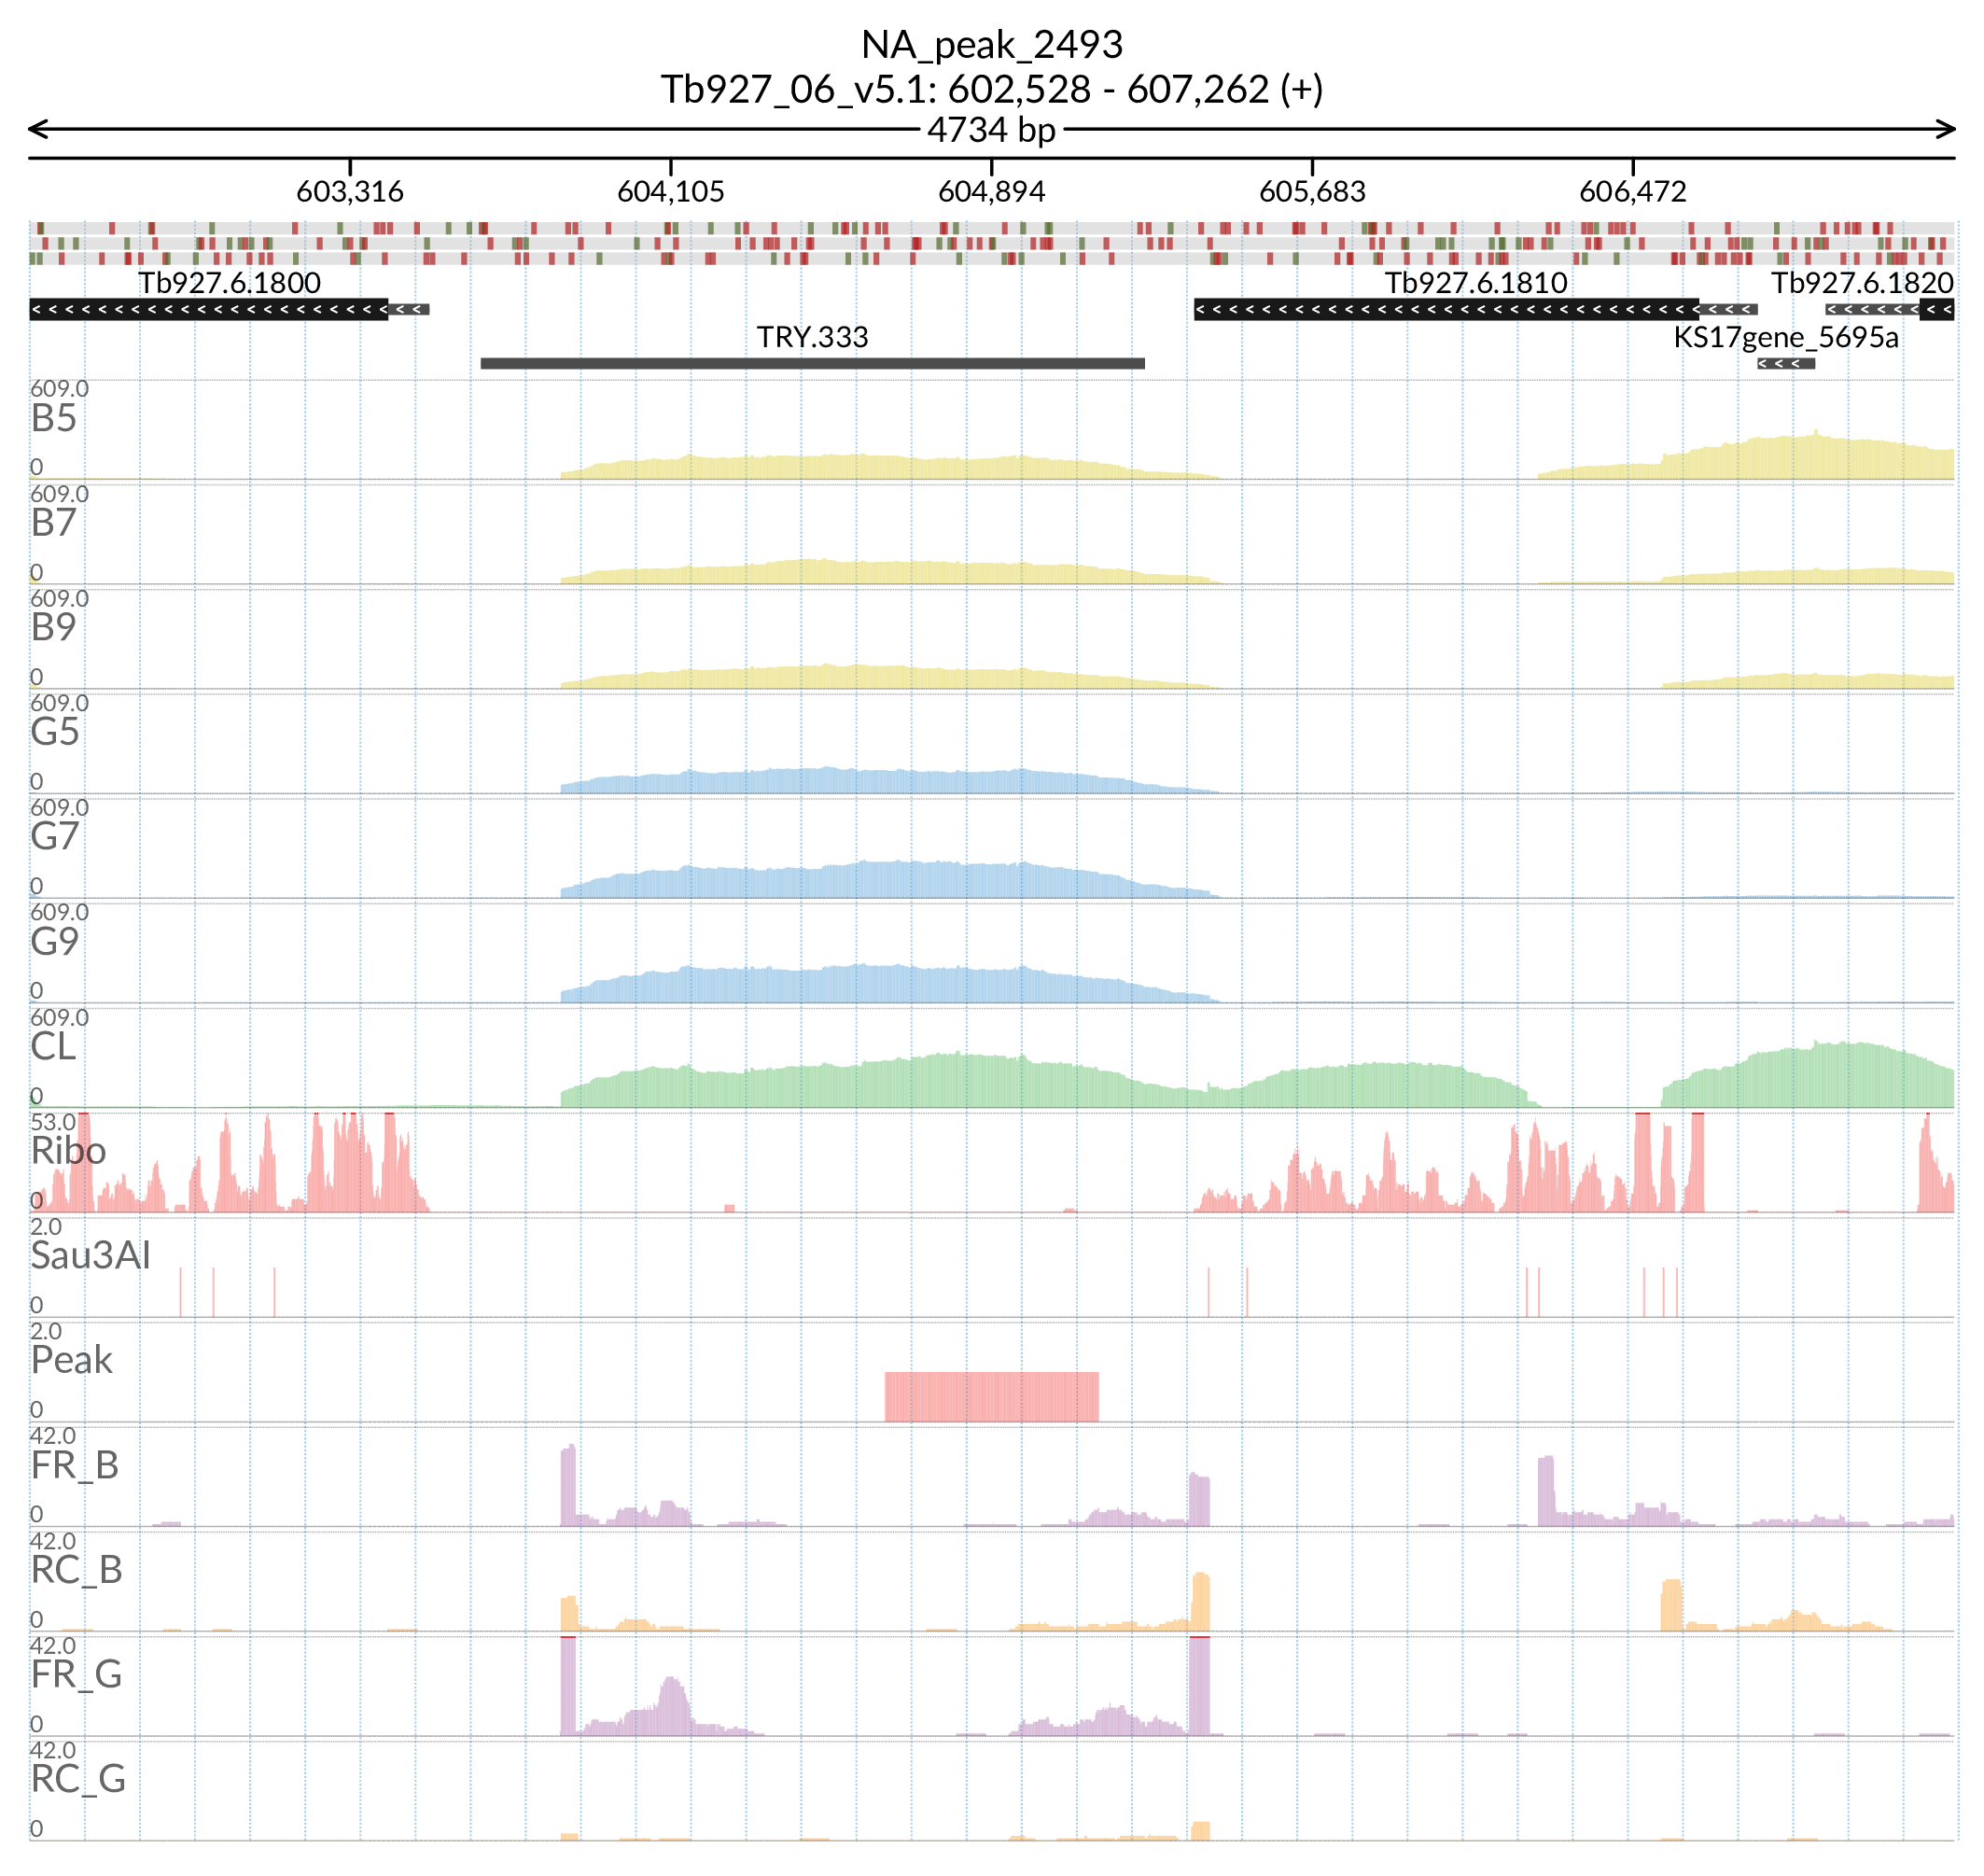 NA_peak_2493
Tb927_06_v5.1: 602,528 - 607,262 (+)
4734 bp
603,316 604,105 604,894 605,683 606,472
Tb927.6.1800 Tb927.6.1810 Tb927.6.1820
TRY.333 KS17gene_5695a
609.0
B5
0
609.0
B7
0
609.0
B9
0
609.0
G5
0
609.0
G7
0
609.0
G9
0
609.0
CL
0
53.0
Ribo
0
2.0
Sau3AI
0
2.0
Peak
0
42.0
FR_B
0
42.0
RC_B
0
42.0
FR_G
0
42.0
RC_G
0